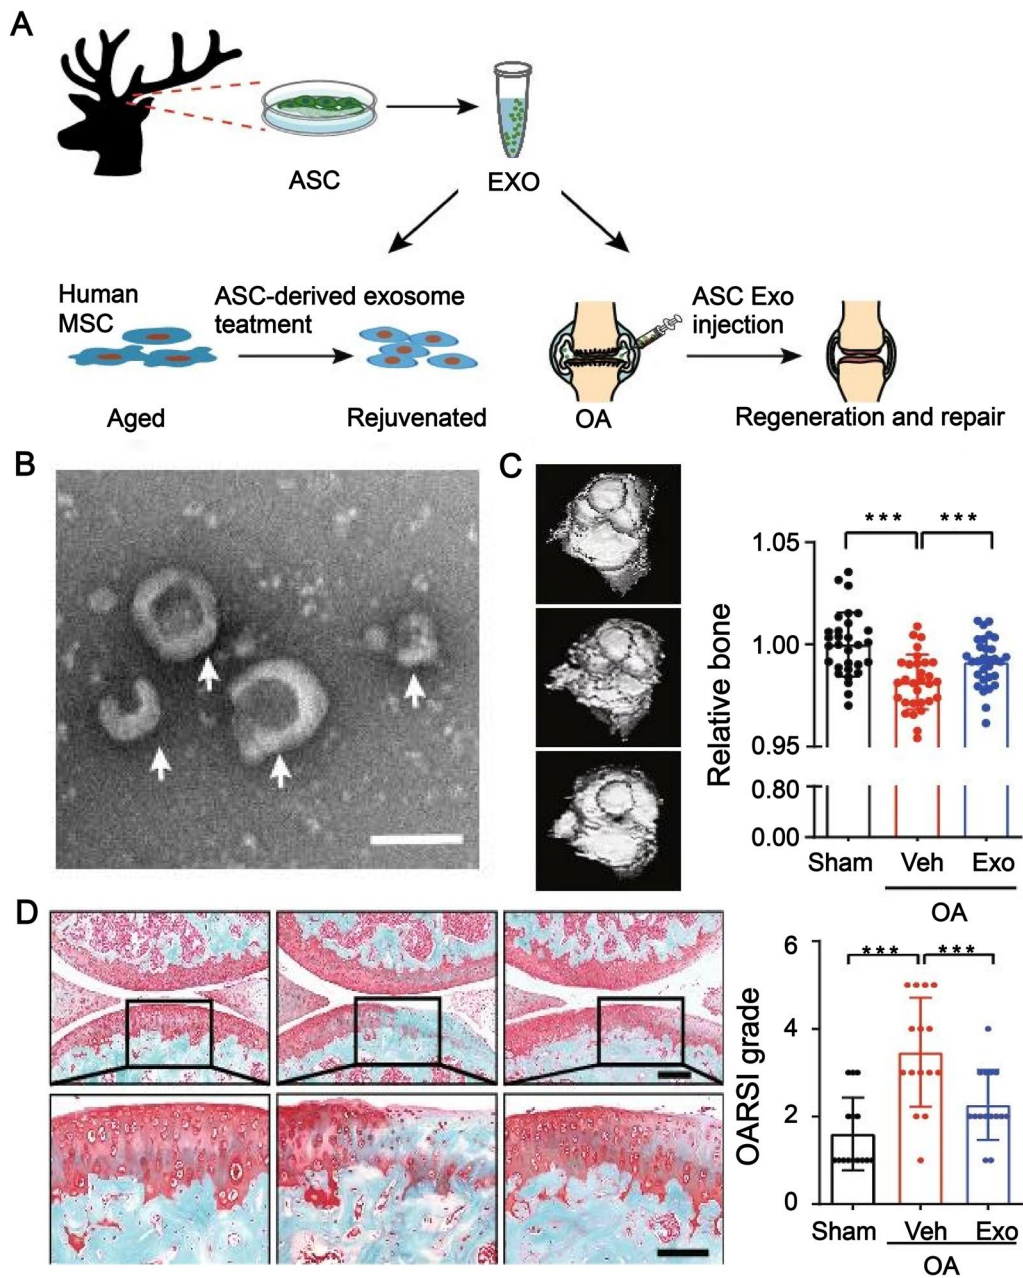 A
ASC
EXO
Human
MSC
ASC-derived exosome
teatment
ASC Exo
injection
Aged
Rejuvenated
OA
Regeneration and repair
B
C
***
***
1.05
1.00
0.95
0.80
0.00
Relative bone
Sham
Veh
Exo
OA
D
***
***
6
4
2
0
OARSI grade
Sham
Veh
Exo
OA